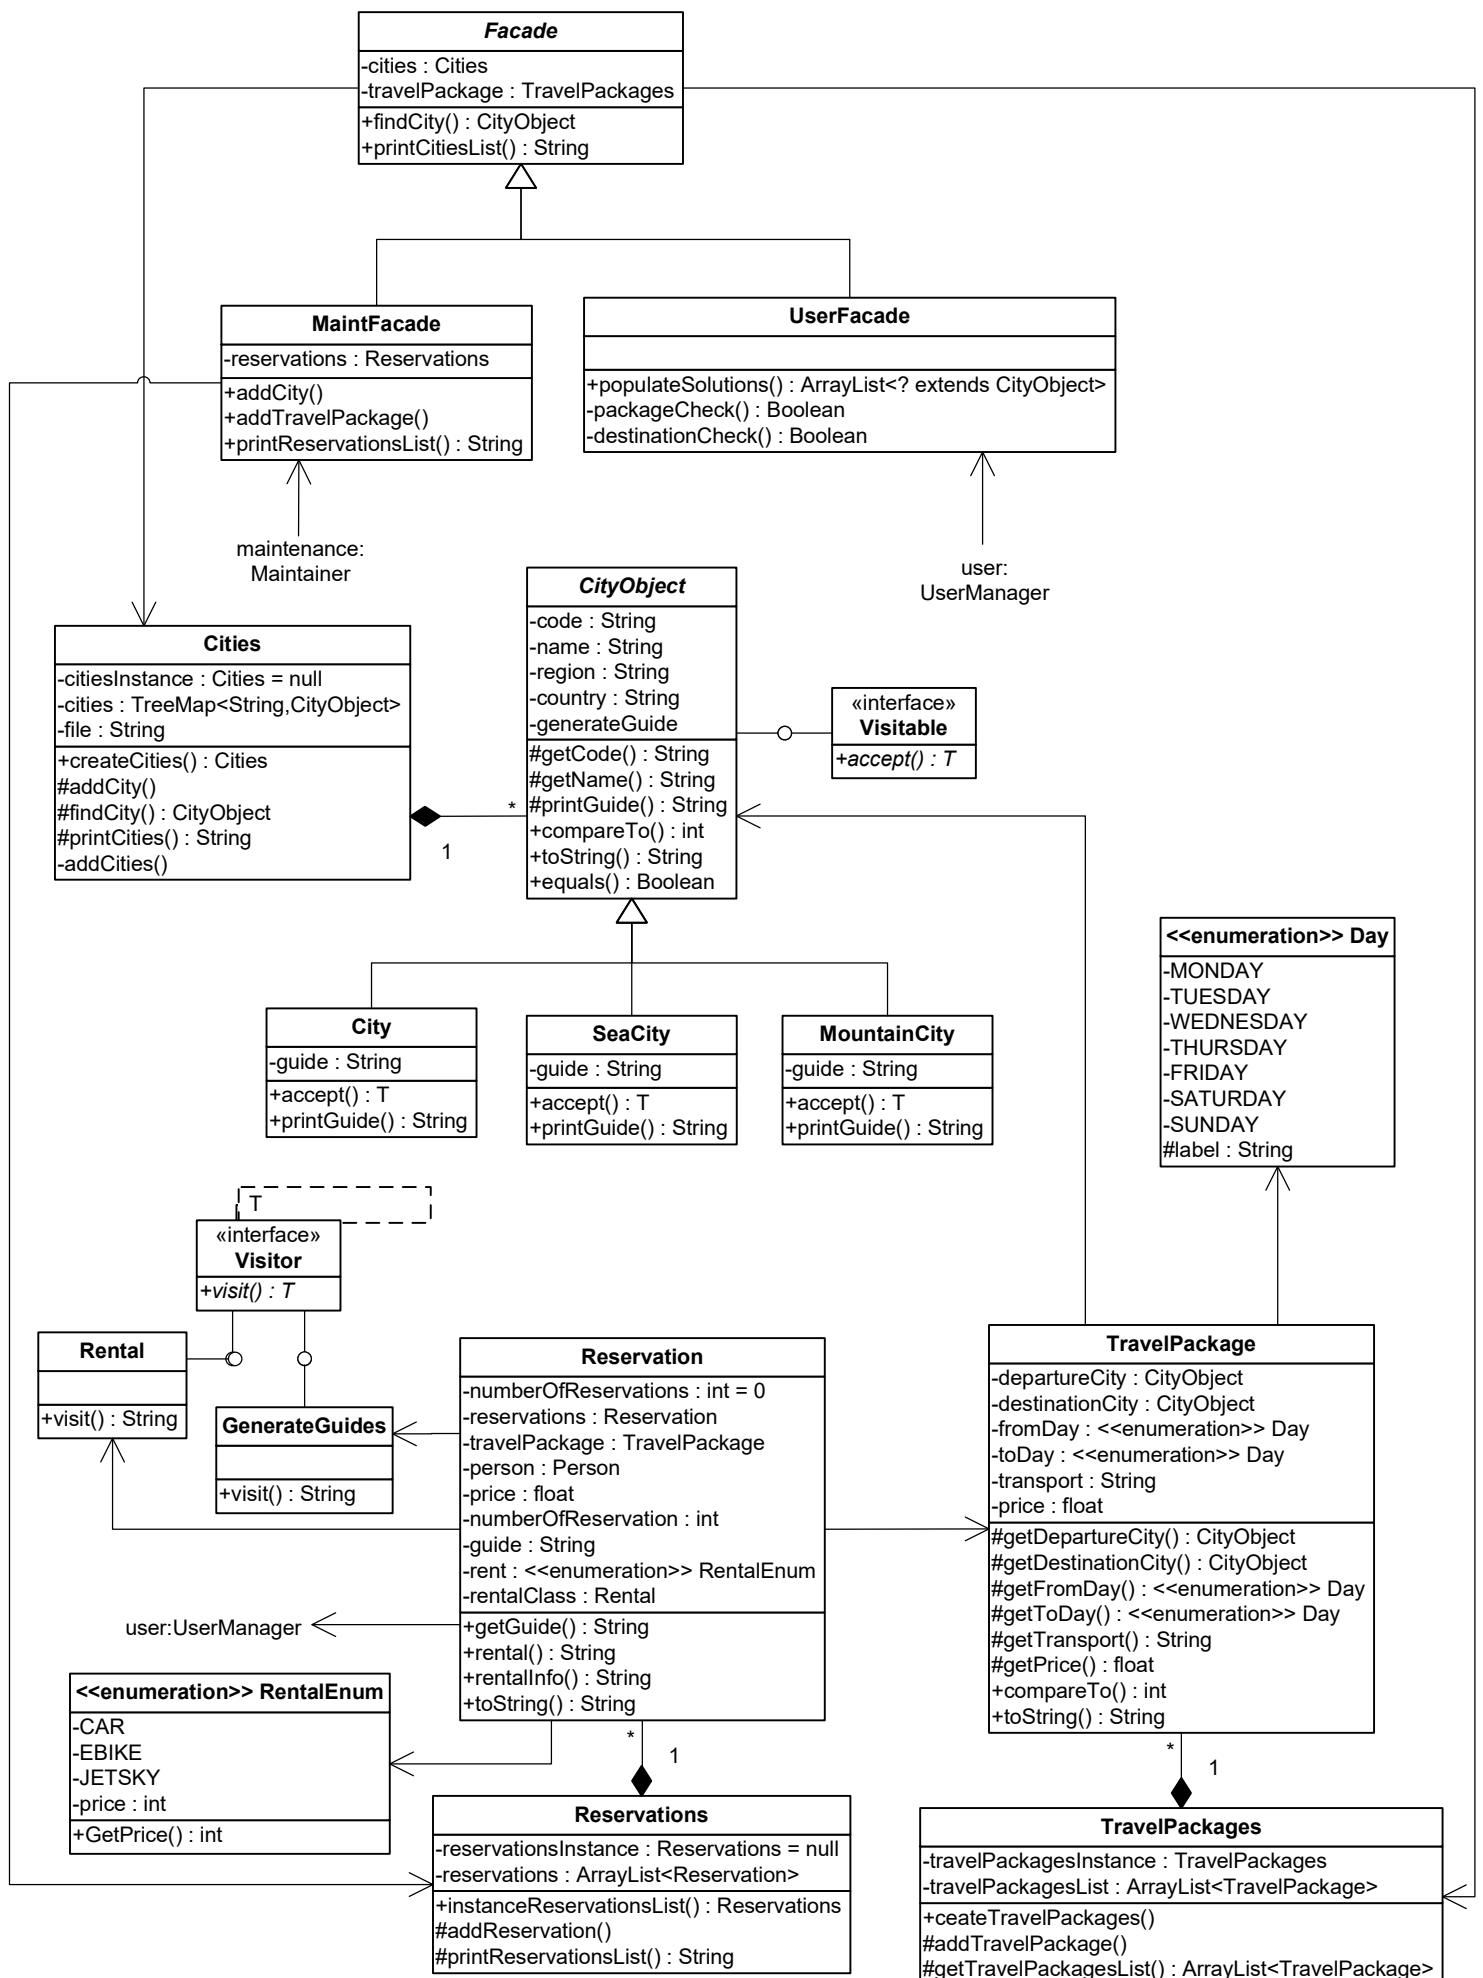 Facade
-cities : Cities
-travelPackage : TravelPackages
+findCity() : CityObject
+printCitiesList() : String
MaintFacade
-reservations : Reservations
+addCity()
+addTravelPackage()
+printReservationsList() : String
UserFacade
+populateSolutions() : ArrayList<? extends CityObject>
-packageCheck() : Boolean
-destinationCheck() : Boolean
maintenance:
Maintainer
user:
UserManager
Cities
-citiesInstance : Cities = null
-cities : TreeMap<String,CityObject>
-file : String
+createCities() : Cities
#addCity()
#findCity() : CityObject
#printCities() : String
-addCities()
*
1
CityObject
-code : String
-name : String
-region : String
-country : String
-generateGuide
#getCode() : String
#getName() : String
#printGuide() : String
+compareTo() : int
+toString() : String
+equals() : Boolean
«interface»
Visitable
+accept() : T
City
-guide : String
+accept() : T
+printGuide() : String
SeaCity
-guide : String
+accept() : T
+printGuide() : String
MountainCity
-guide : String
+accept() : T
+printGuide() : String
<<enumeration>> Day
-MONDAY
-TUESDAY
-WEDNESDAY
-THURSDAY
-FRIDAY
-SATURDAY
-SUNDAY
#label : String
T
«interface»
Visitor
+visit() : T
Rental
+visit() : String
GenerateGuides
+visit() : String
Reservation
-numberOfReservations : int = 0
-reservations : Reservation
-travelPackage : TravelPackage
-person : Person
-price : float
-numberOfReservation : int
-guide : String
-rent : <<enumeration>> RentalEnum
-rentalClass : Rental
+getGuide() : String
+rental() : String
+rentalInfo() : String
+toString() : String
TravelPackage
-departureCity : CityObject
-destinationCity : CityObject
-fromDay : <<enumeration>> Day
-toDay : <<enumeration>> Day
-transport : String
-price : float
#getDepartureCity() : CityObject
#getDestinationCity() : CityObject
#getFromDay() : <<enumeration>> Day
#getToDay() : <<enumeration>> Day
#getTransport() : String
#getPrice() : float
+compareTo() : int
+toString() : String
user:UserManager
<<enumeration>> RentalEnum
-CAR
-EBIKE
-JETSKY
-price : int
+GetPrice() : int
*
1
Reservations
-reservationsInstance : Reservations = null
-reservations : ArrayList<Reservation>
+instanceReservationsList() : Reservations
#addReservation()
#printReservationsList() : String
*
1
TravelPackages
-travelPackagesInstance : TravelPackages
-travelPackagesList : ArrayList<TravelPackage>
+ceateTravelPackages()
#addTravelPackage()
#getTravelPackagesList() : ArrayList<TravelPackage>